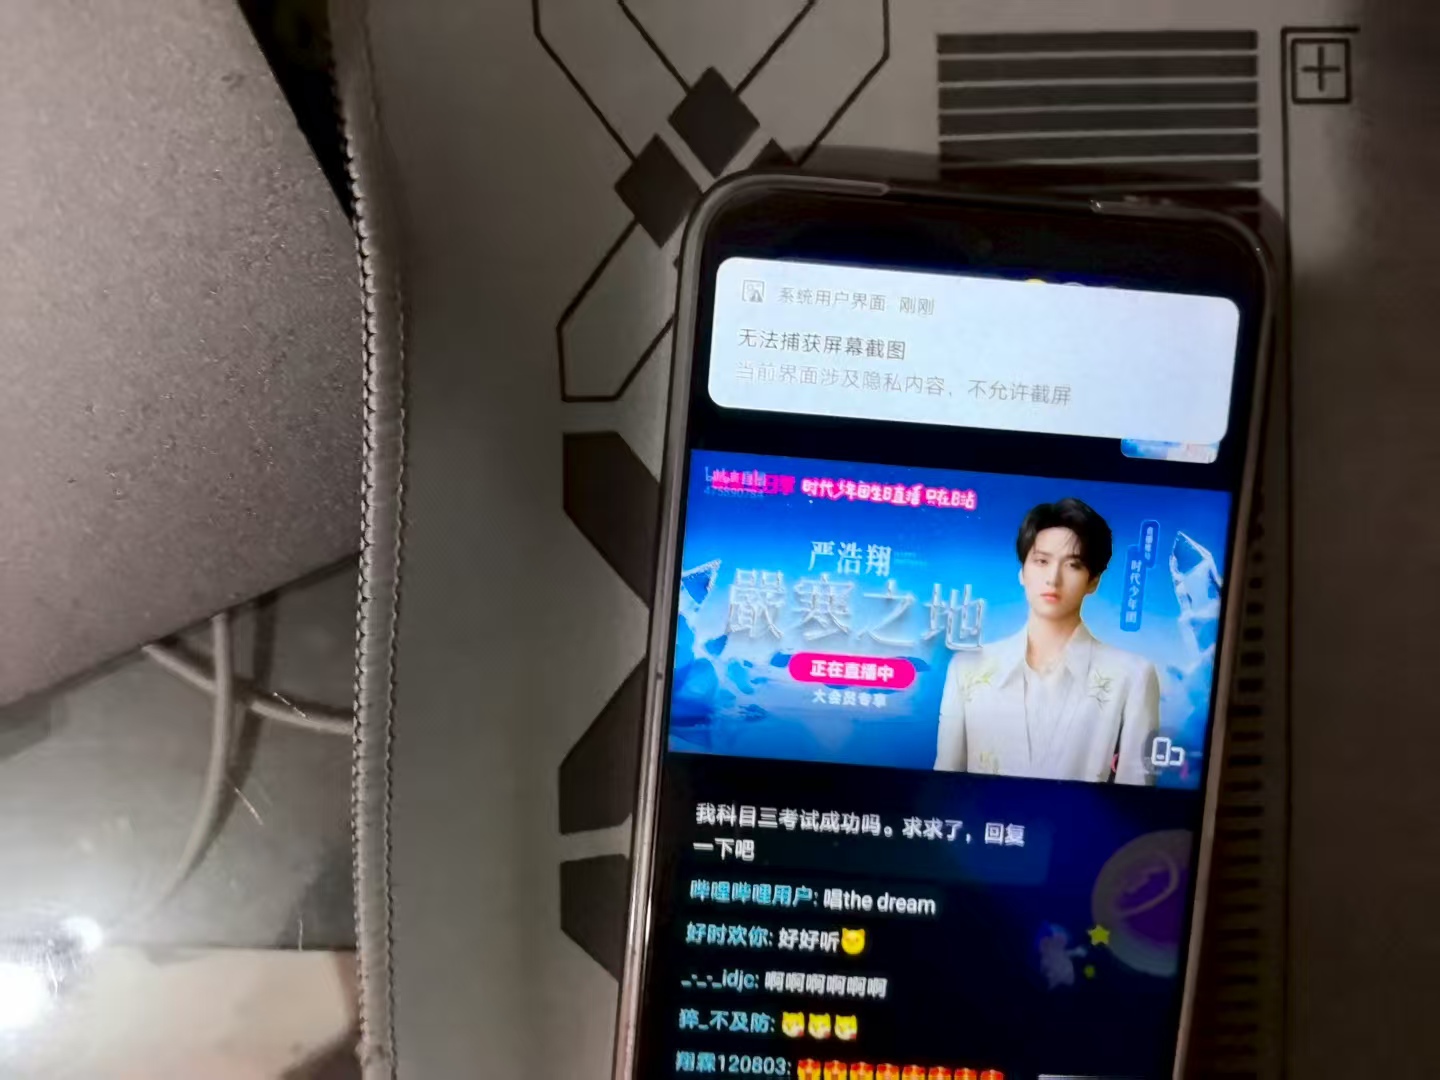 系统用户界面 刚刚
无法捕获屏幕截图
当前界面涉及隐私内容，不允许截屏
时代少年团生日直播 只在B站
严浩翔
嚴寒之地
正在直播中
大会员专享
时代少年团
我科目三考试成功吗。求求了，回复
一下吧
哔哩哔哩用户: 唱the dream
好时欢你: 好好听
_-_-_idjc: 啊啊啊啊啊啊
猝_不及防:
翔霖120803: